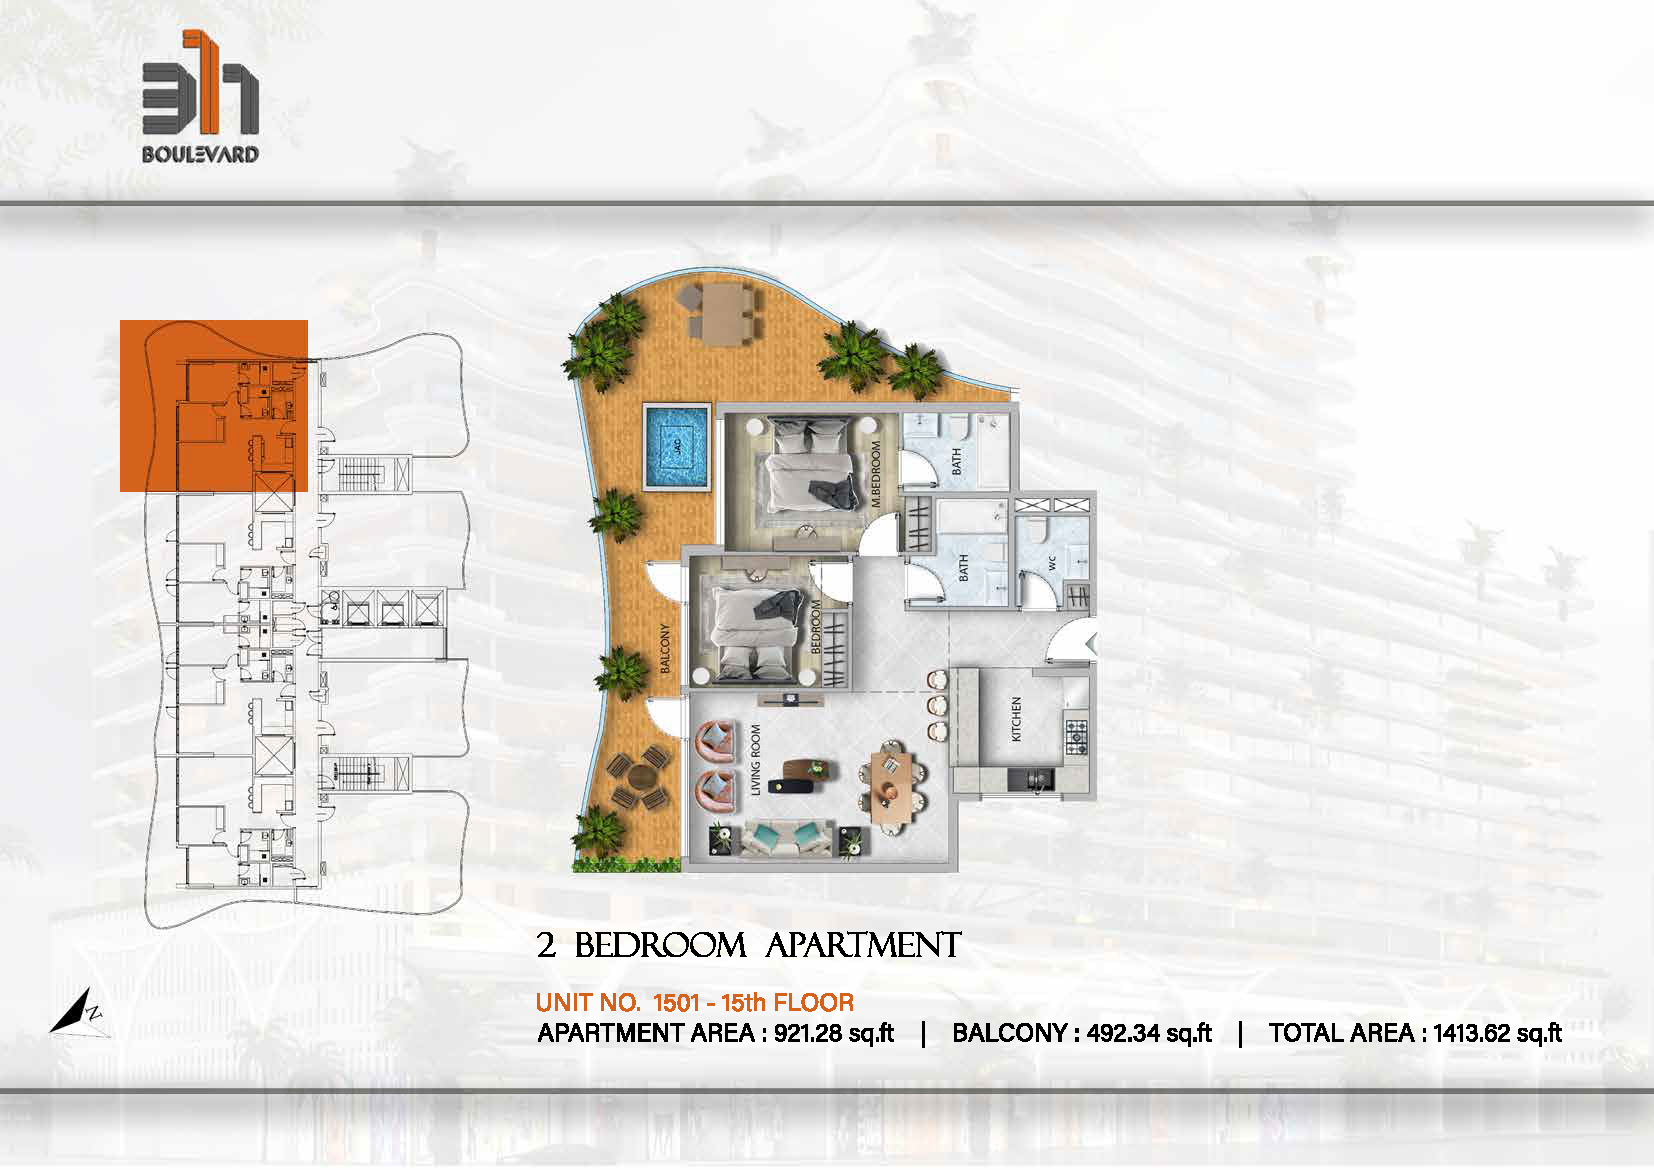 311
BOULEVARD
JAC
M.BEDROOM
BATH
BATH
WC
BEDROOM
BALCONY
LIVING ROOM
KITCHEN
2 BEDROOM APARTMENT
UNIT NO. 1501 - 15th FLOOR
APARTMENT AREA : 921.28 sq.ft | BALCONY : 492.34 sq.ft | TOTAL AREA : 1413.62 sq.ft
N